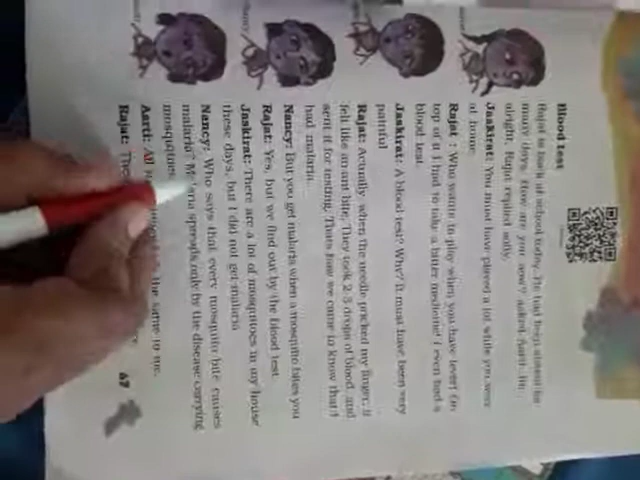 Blood test
Rajat is back at school today. He had been absent for
many days. How are you now? asked Aarti. Im
alright. Rajat replied softly.
Jaskirat: You must have played a lot while you were
at home.
Rajat : Who wants to play when you have fever! On
top of it I had to take a bitter medicine! I even had a
blood test.
Jaskirat: A blood test? Why? It must have been very
painful
Rajat: Actually, when the needle pricked my finger, it
felt like an ant bite. They took 2-3 drops of blood, and
sent it for testing. Thats how we came to know that I
had malaria.
Nancy: But you get malaria when a mosquito bites you
Rajat: Yes, but we find out by the blood test.
Jaskirat: There are a lot of mosquitoes in my house
these days, but I did not get malaria
Nancy: Who says that every mosquito bite causes
malaria? spreads only by the disease carrying
mosquitoes.
Aarti: All the same to me.
Rajat:
67